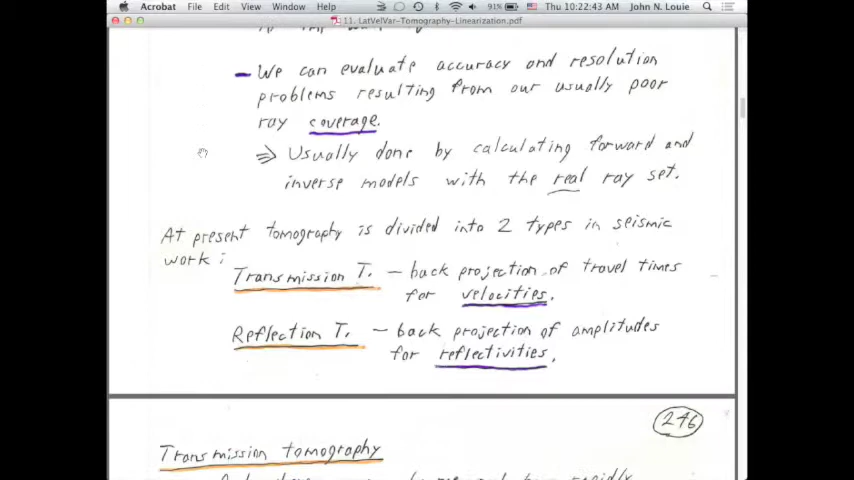 Acrobat File Edit View Window Help 91% Thu 10:22:43 AM John N. Louie
11. LatVelVar-Tomography-Linearization.pdf
- We can evaluate accuracy and resolution
problems resulting from our usually poor
ray coverage.
⇒ Usually done by calculating forward and
inverse models with the real ray set.
At present tomography is divided into 2 types in seismic
work:
Transmission T. - back projection of travel times
for velocities.
Reflection T. - back projection of amplitudes
for reflectivities.
246
Transmission tomography
rapidly